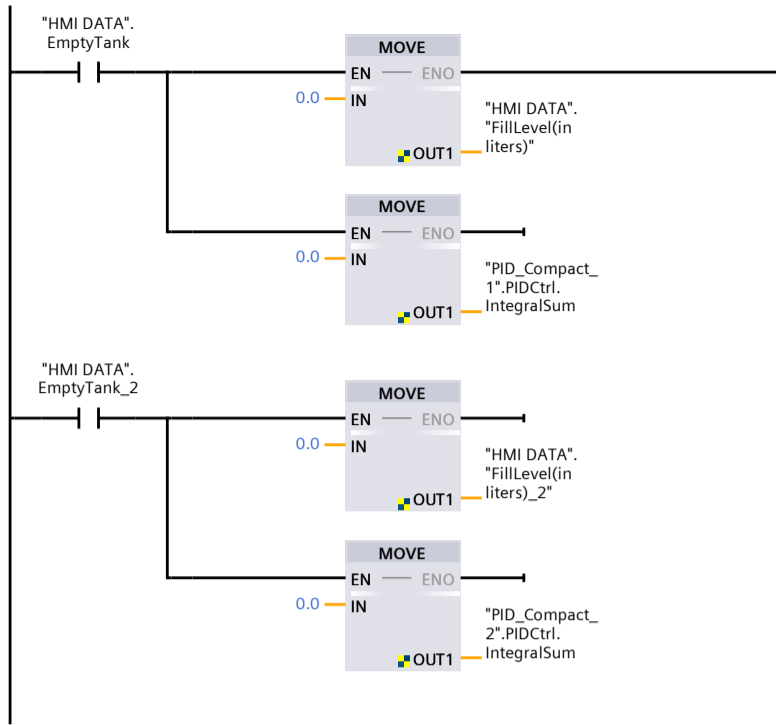 "HMI DATA".
EmptyTank
MOVE
EN
ENO
0.0
IN
OUT1
"HMI DATA".
"FillLevel(in
liters)"
MOVE
EN
ENO
0.0
IN
OUT1
"PID_Compact_
1".PIDCtrl.
IntegralSum
"HMI DATA".
EmptyTank_2
MOVE
EN
ENO
0.0
IN
OUT1
"HMI DATA".
"FillLevel(in
liters)_2"
MOVE
EN
ENO
0.0
IN
OUT1
"PID_Compact_
2".PIDCtrl.
IntegralSum